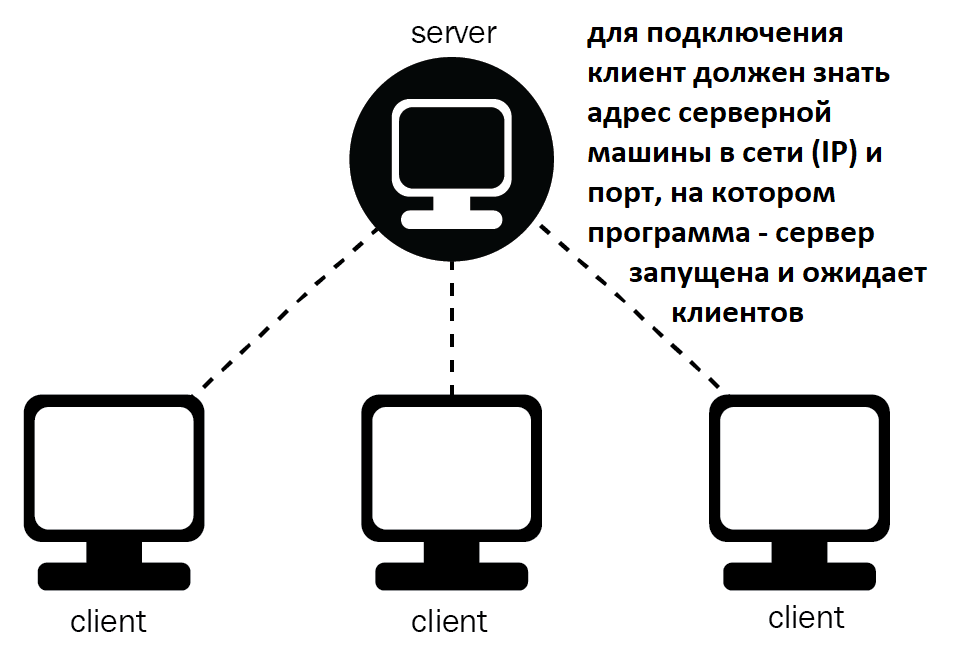 server
для подключения
клиент должен знать
адрес серверной
машины в сети (IP) и
порт, на котором
программа - сервер
запущена и ожидает
клиентов
client
client
client